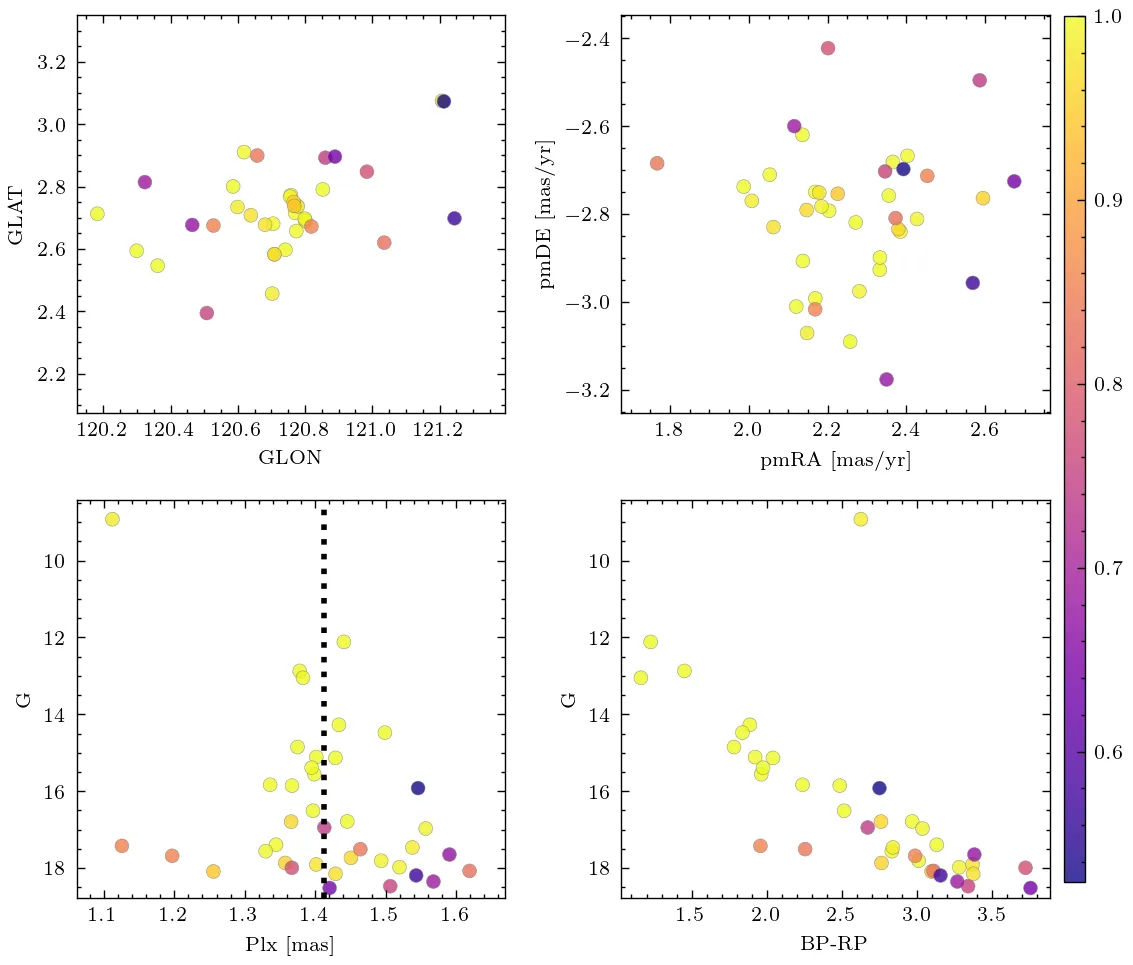 3.2
3.0
2.8
2.6
2.4
2.2
GLAT
120.2 120.4 120.6 120.8 121.0 121.2
GLON
−2.4
−2.6
−2.8
−3.0
−3.2
pmDE [mas/yr]
1.8 2.0 2.2 2.4 2.6
pmRA [mas/yr]
1.0
0.9
0.8
0.7
0.6
10
12
14
16
18
G
1.1 1.2 1.3 1.4 1.5 1.6
Plx [mas]
10
12
14
16
18
G
1.5 2.0 2.5 3.0 3.5
BP-RP